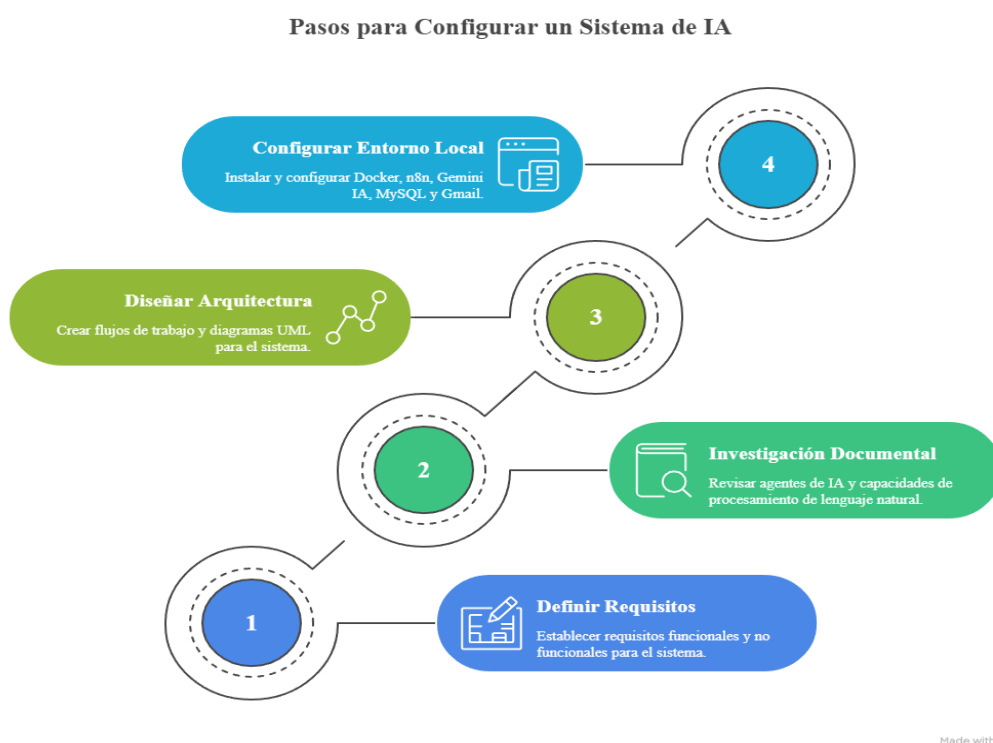 Pasos para Configurar un Sistema de IA
Configurar Entorno Local
Instalar y configurar Docker, n8n, Gemini
IA, MySQL y Gmail.
4
Diseñar Arquitectura
Crear flujos de trabajo y diagramas UML
para el sistema.
3
2
Investigación Documental
Revisar agentes de IA y capacidades de
procesamiento de lenguaje natural.
1
Definir Requisitos
Establecer requisitos funcionales y no
funcionales para el sistema.
Made with